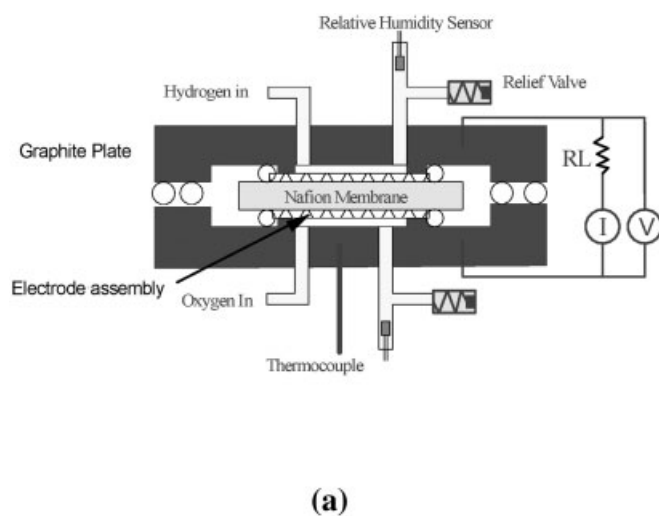 Relative Humidity Sensor
Hydrogen in
Relief Valve
Graphite Plate
RL
Nafion Membrane
I
V
Electrode assembly
Oxygen In
Thermocouple
(a)